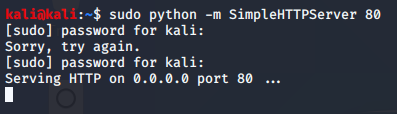 kali@kali:~$ sudo python -m SimpleHTTPServer 80
[sudo] password for kali:
Sorry, try again.
[sudo] password for kali:
Serving HTTP on 0.0.0.0 port 80 ...